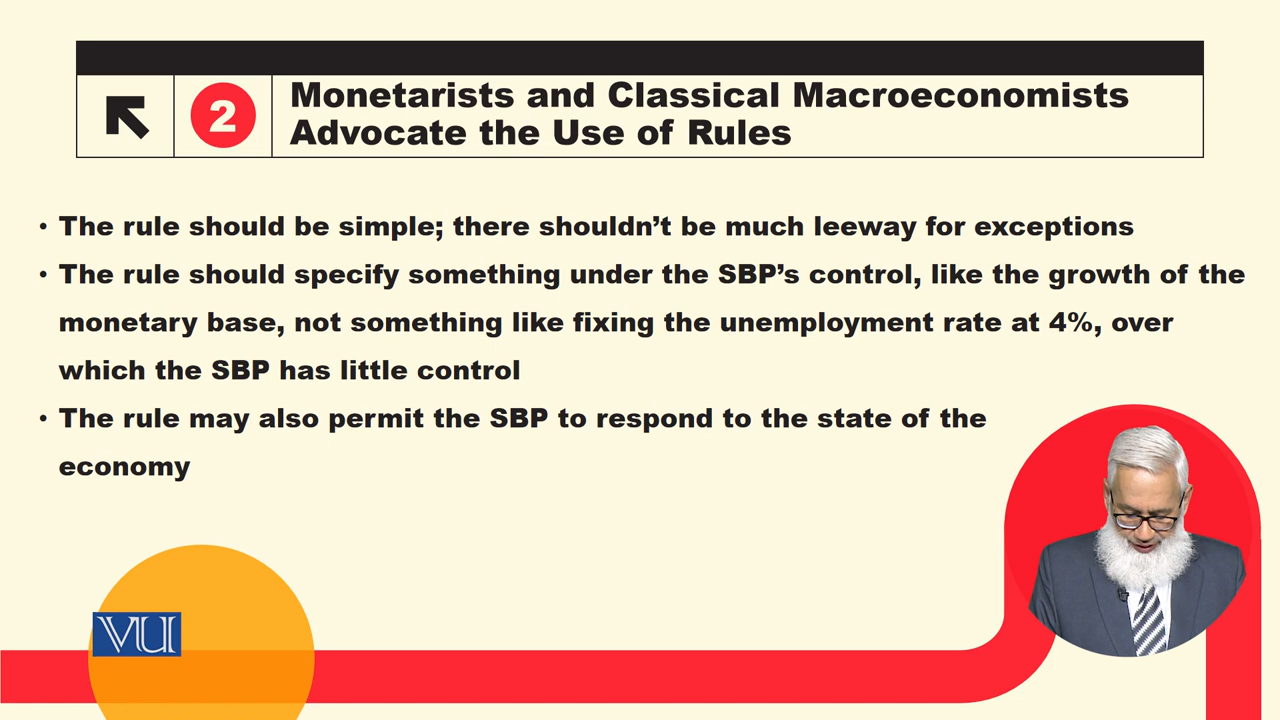 2
Monetarists and Classical Macroeconomists
Advocate the Use of Rules
• The rule should be simple; there shouldn’t be much leeway for exceptions
• The rule should specify something under the SBP’s control, like the growth of the
monetary base, not something like fixing the unemployment rate at 4%, over
which the SBP has little control
• The rule may also permit the SBP to respond to the state of the
economy
VU